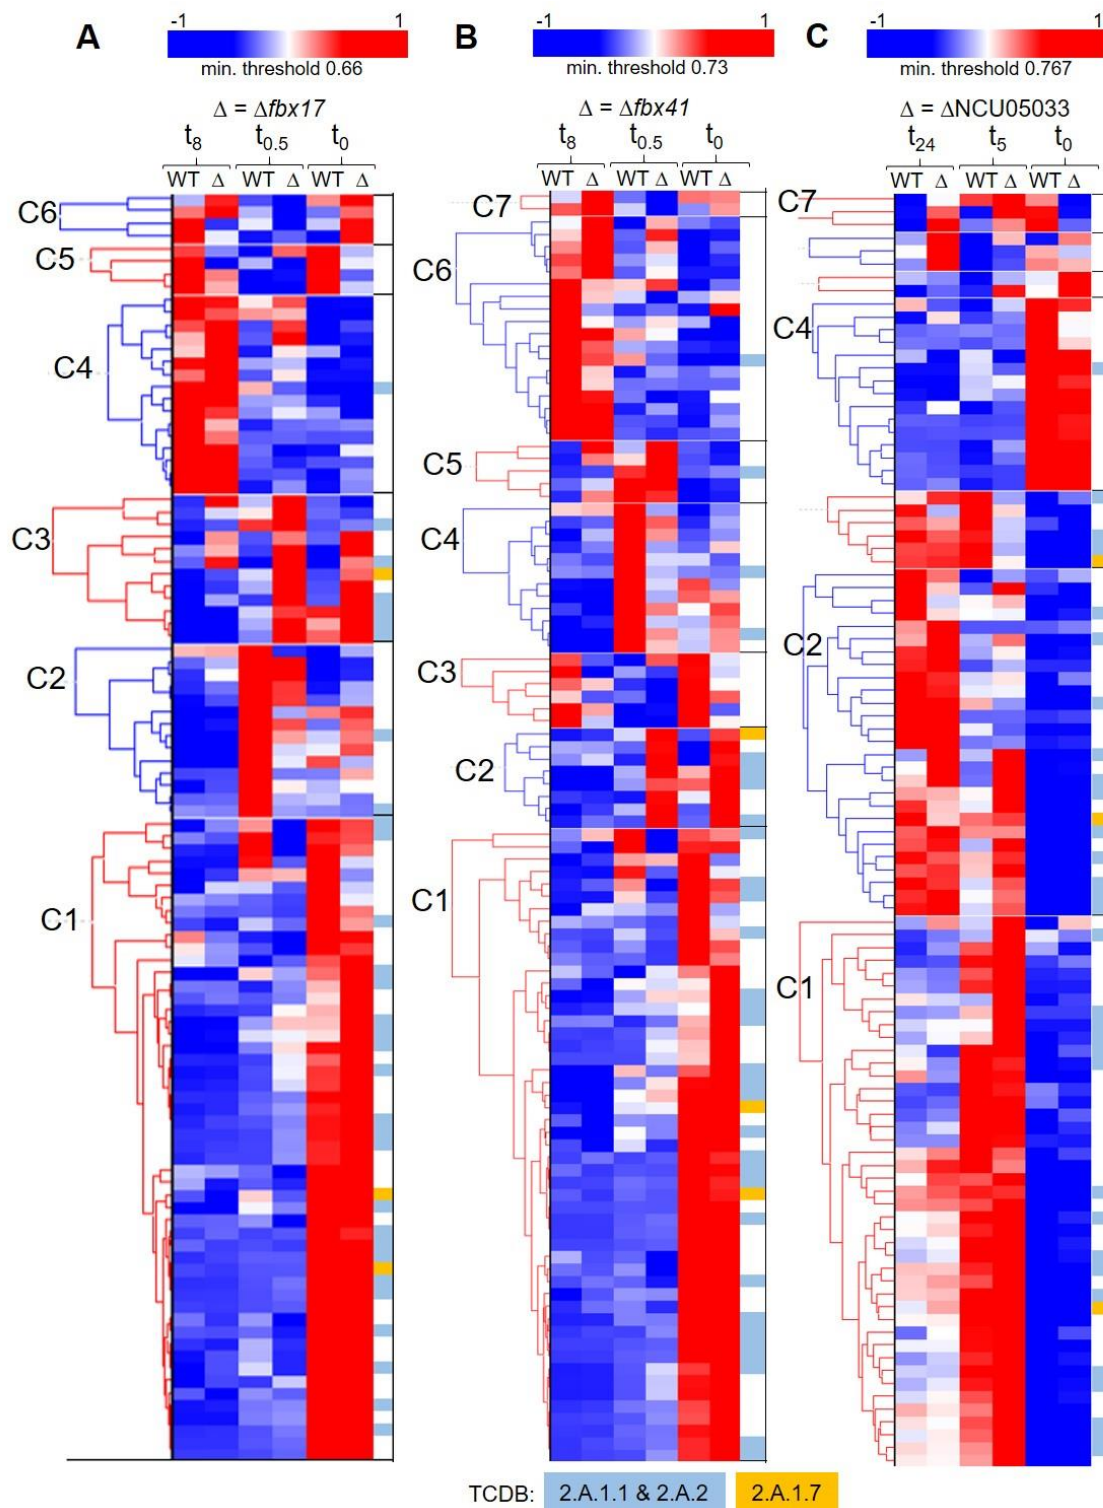 A
-1 1
min. threshold 0.66
Δ = Δfbx17
t8 t0.5 t0
WT Δ WT Δ WT Δ
C6
C5
C4
C3
C2
C1
B
-1 1
min. threshold 0.73
Δ = Δfbx41
t8 t0.5 t0
WT Δ WT Δ WT Δ
C7
C6
C5
C4
C3
C2
C1
C
-1 1
min. threshold 0.767
Δ = ΔNCU05033
t24 t5 t0
WT Δ WT Δ WT Δ
C7
C4
C2
C1
TCDB: 2.A.1.1 & 2.A.2 2.A.1.7